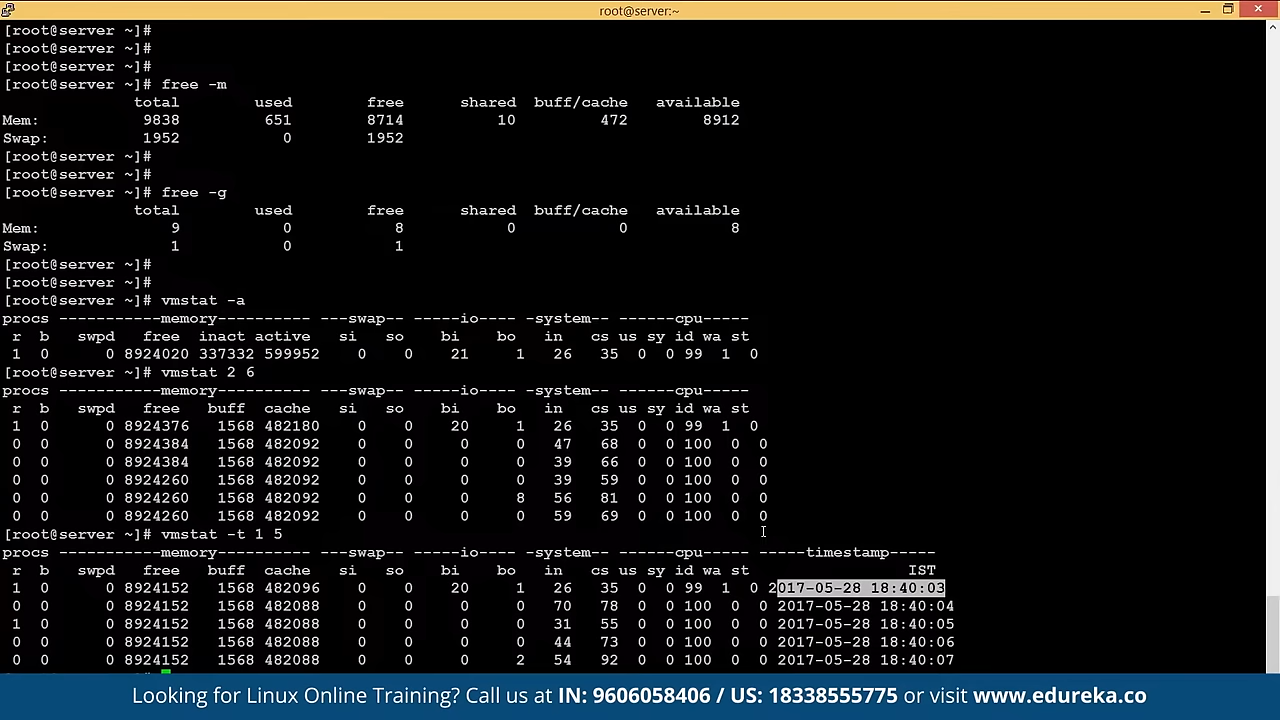 root@server:~
[root@server ~]#
[root@server ~]#
[root@server ~]#
[root@server ~]# free -m
total used free shared buff/cache available
Mem: 9838 651 8714 10 472 8912
Swap: 1952 0 1952
[root@server ~]#
[root@server ~]#
[root@server ~]# free -g
total used free shared buff/cache available
Mem: 9 0 8 0 0 8
Swap: 1 0 1
[root@server ~]#
[root@server ~]#
[root@server ~]# vmstat -a
procs -----------memory---------- ---swap-- -----io---- -system-- ------cpu-----
r b swpd free inact active si so bi bo in cs us sy id wa st
1 0 0 8924020 337332 599952 0 0 21 1 26 35 0 0 99 1 0
[root@server ~]# vmstat 2 6
procs -----------memory---------- ---swap-- -----io---- -system-- ------cpu-----
r b swpd free buff cache si so bi bo in cs us sy id wa st
1 0 0 8924376 1568 482180 0 0 20 1 26 35 0 0 99 1 0
0 0 0 8924384 1568 482092 0 0 0 0 47 68 0 0 100 0 0
0 0 0 8924384 1568 482092 0 0 0 0 39 66 0 0 100 0 0
0 0 0 8924260 1568 482092 0 0 0 0 39 59 0 0 100 0 0
0 0 0 8924260 1568 482092 0 0 0 8 56 81 0 0 100 0 0
0 0 0 8924260 1568 482092 0 0 0 0 59 69 0 0 100 0 0
[root@server ~]# vmstat -t 1 5
procs -----------memory---------- ---swap-- -----io---- -system-- ------cpu----- -----timestamp-----
r b swpd free buff cache si so bi bo in cs us sy id wa st IST
1 0 0 8924152 1568 482096 0 0 20 1 26 35 0 0 99 1 0 2017-05-28 18:40:03
0 0 0 8924152 1568 482088 0 0 0 0 70 78 0 0 100 0 0 2017-05-28 18:40:04
1 0 0 8924152 1568 482088 0 0 0 0 31 55 0 0 100 0 0 2017-05-28 18:40:05
0 0 0 8924152 1568 482088 0 0 0 0 44 73 0 0 100 0 0 2017-05-28 18:40:06
0 0 0 8924152 1568 482088 0 0 0 2 54 92 0 0 100 0 0 2017-05-28 18:40:07
Looking for Linux Online Training? Call us at IN: 9606058406 / US: 18338555775 or visit www.edureka.co